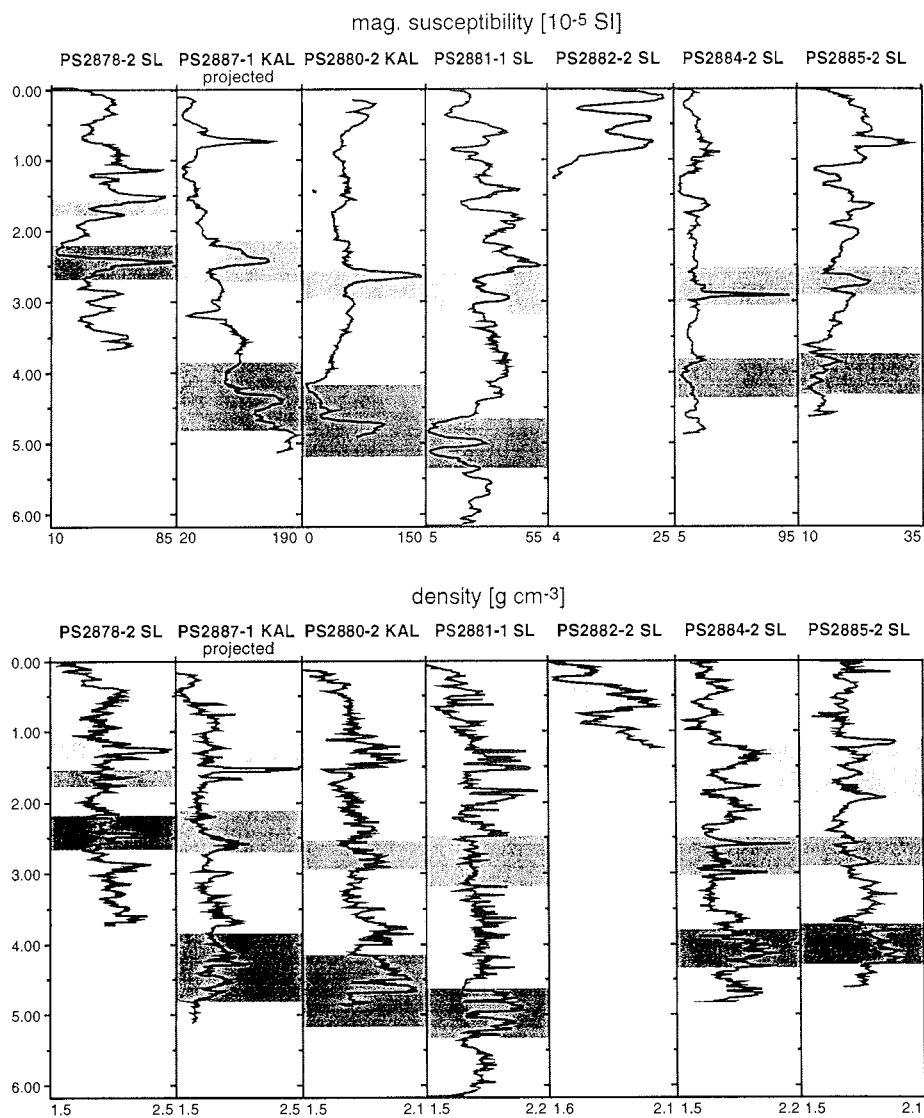 mag. susceptibility [10-5 SI]
PS2878-2 SL PS2887-1 KAL PS2880-2 KAL PS2881-1 SL PS2882-2 SL PS2884-2 SL PS2885-2 SL
projected
0.00
1.00
2.00
3.00
4.00
5.00
6.00
10 85 20 190 0 150 5 55 4 25 5 95 10 35
density [g cm-3]
PS2878-2 SL PS2887-1 KAL PS2880-2 KAL PS2881-1 SL PS2882-2 SL PS2884-2 SL PS2885-2 SL
projected
0.00
1.00
2.00
3.00
4.00
5.00
6.00
1.5 2.5 1.5 2.5 1.5 2.1 1.5 2.2 1.6 2.1 1.5 2.2 1.5 2.1